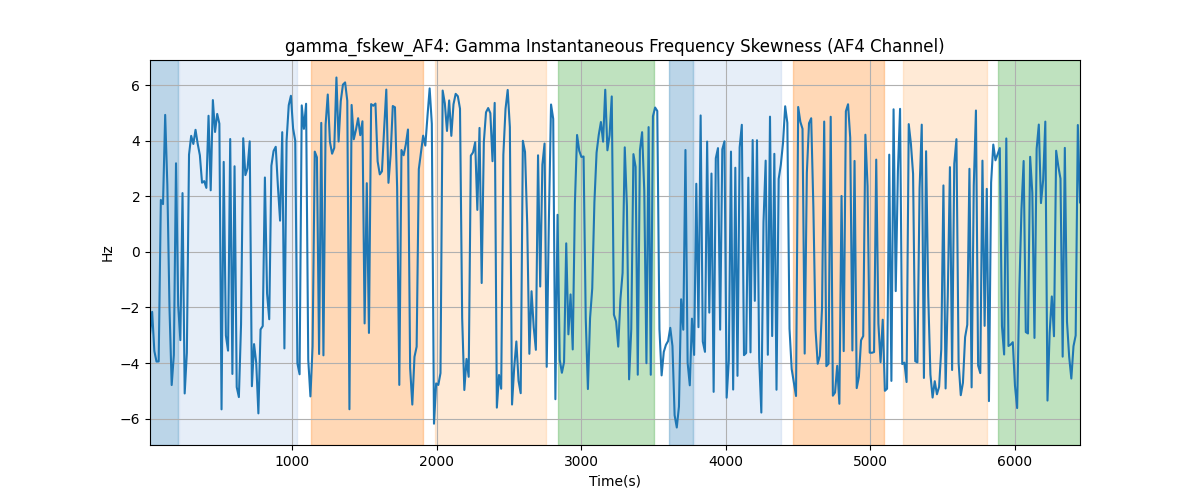 gamma_fskew_AF4: Gamma Instantaneous Frequency Skewness (AF4 Channel)
6
4
2
0
−2
−4
−6
Hz
1000 2000 3000 4000 5000 6000
Time(s)